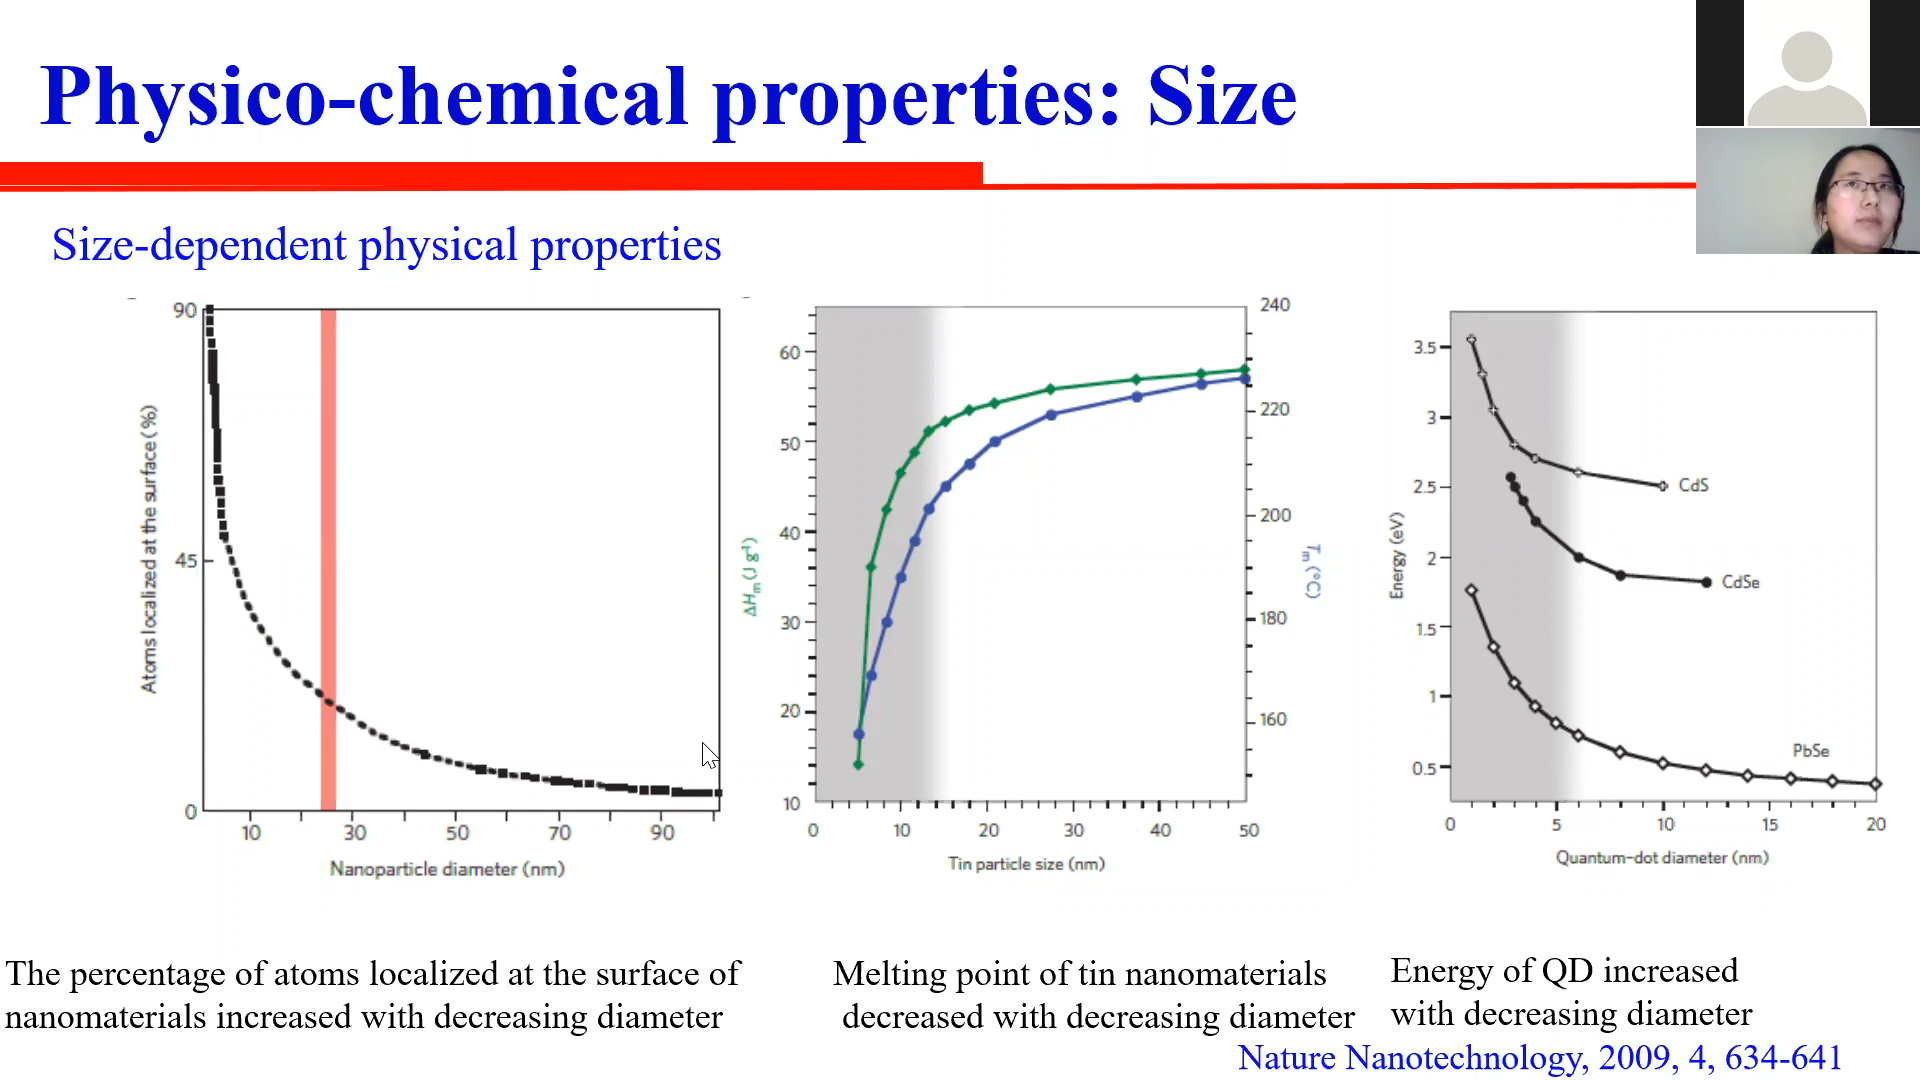 Physico-chemical properties: Size
Size-dependent physical properties
90
45
0
Atoms localized at the surface (%)
10 30 50 70 90
Nanoparticle diameter (nm)
60
50
40
30
20
10
ΔHm (J g-1)
240
220
200
180
160
Tm (°C)
0 10 20 30 40 50
Tin particle size (nm)
3.5
3
2.5
2
1.5
1
0.5
Energy (eV)
CdS
CdSe
PbSe
0 5 10 15 20
Quantum-dot diameter (nm)
The percentage of atoms localized at the surface of
nanomaterials increased with decreasing diameter
Melting point of tin nanomaterials
decreased with decreasing diameter
Energy of QD increased
with decreasing diameter
Nature Nanotechnology, 2009, 4, 634-641